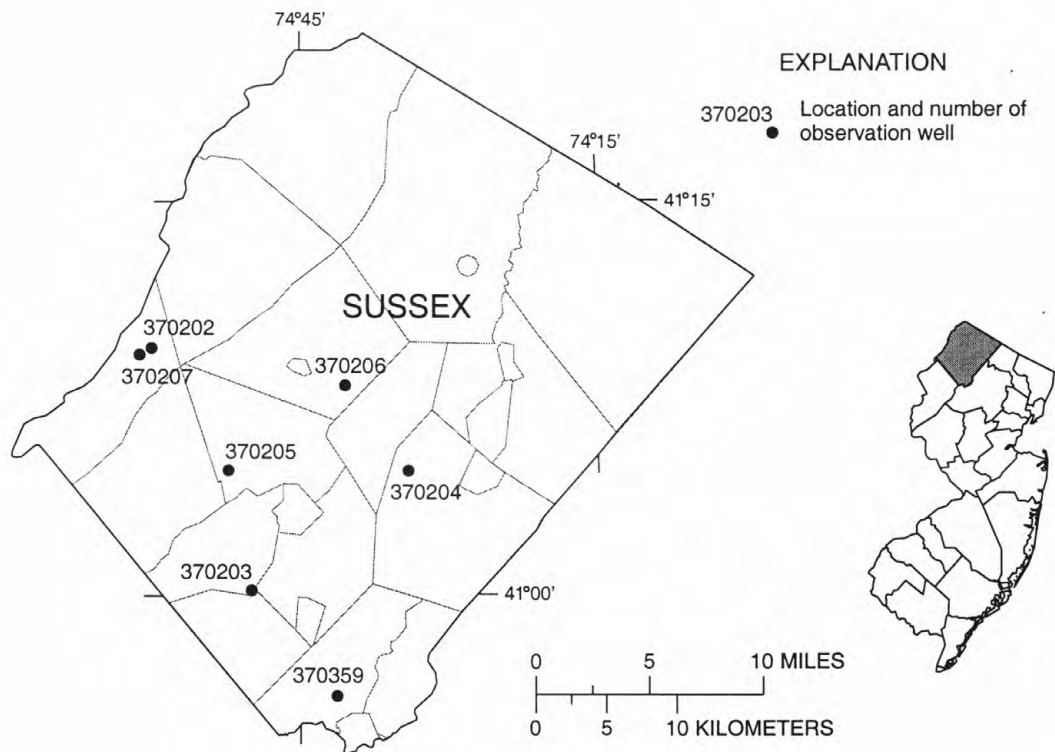 74°45'
EXPLANATION
370203
Location and number of
observation well
74°15'
41°15'
SUSSEX
370202
370207
370206
370205
370204
370203
41°00'
370359
0 5 10 MILES
0 5 10 KILOMETERS